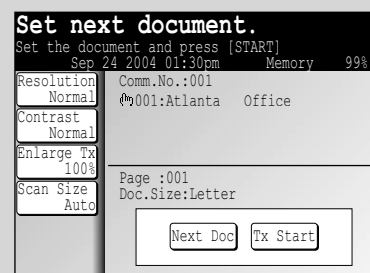 Set next document.
Set the document and press [START]
Sep 24 2004 01:30pm Memory 99%
Resolution
Normal
Contrast
Normal
Enlarge Tx
100%
Scan Size
Auto
Comm.No.:001
001:Atlanta Office
Page :001
Doc.Size:Letter
Next Doc Tx Start